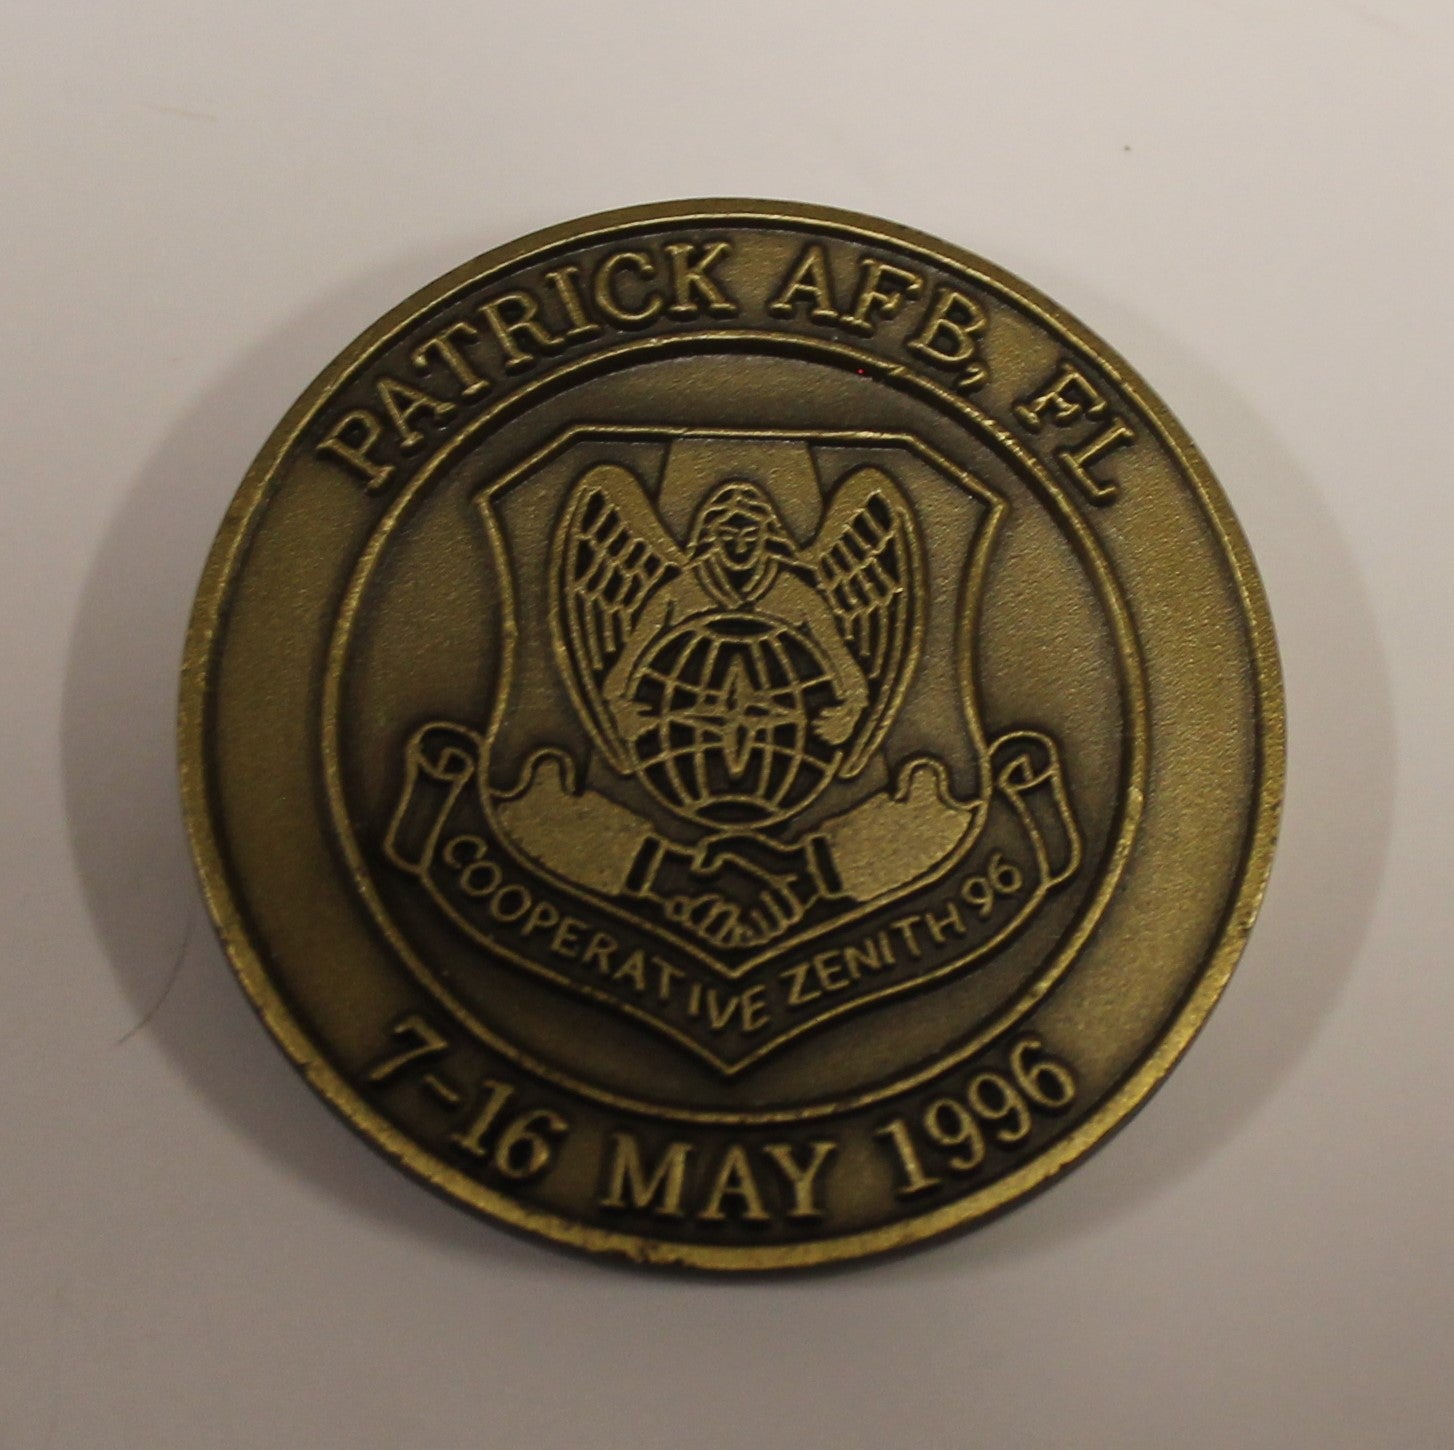 PATRICK AFB, FL
COOPERATIVE ZENITH 96
7-16 MAY 1996